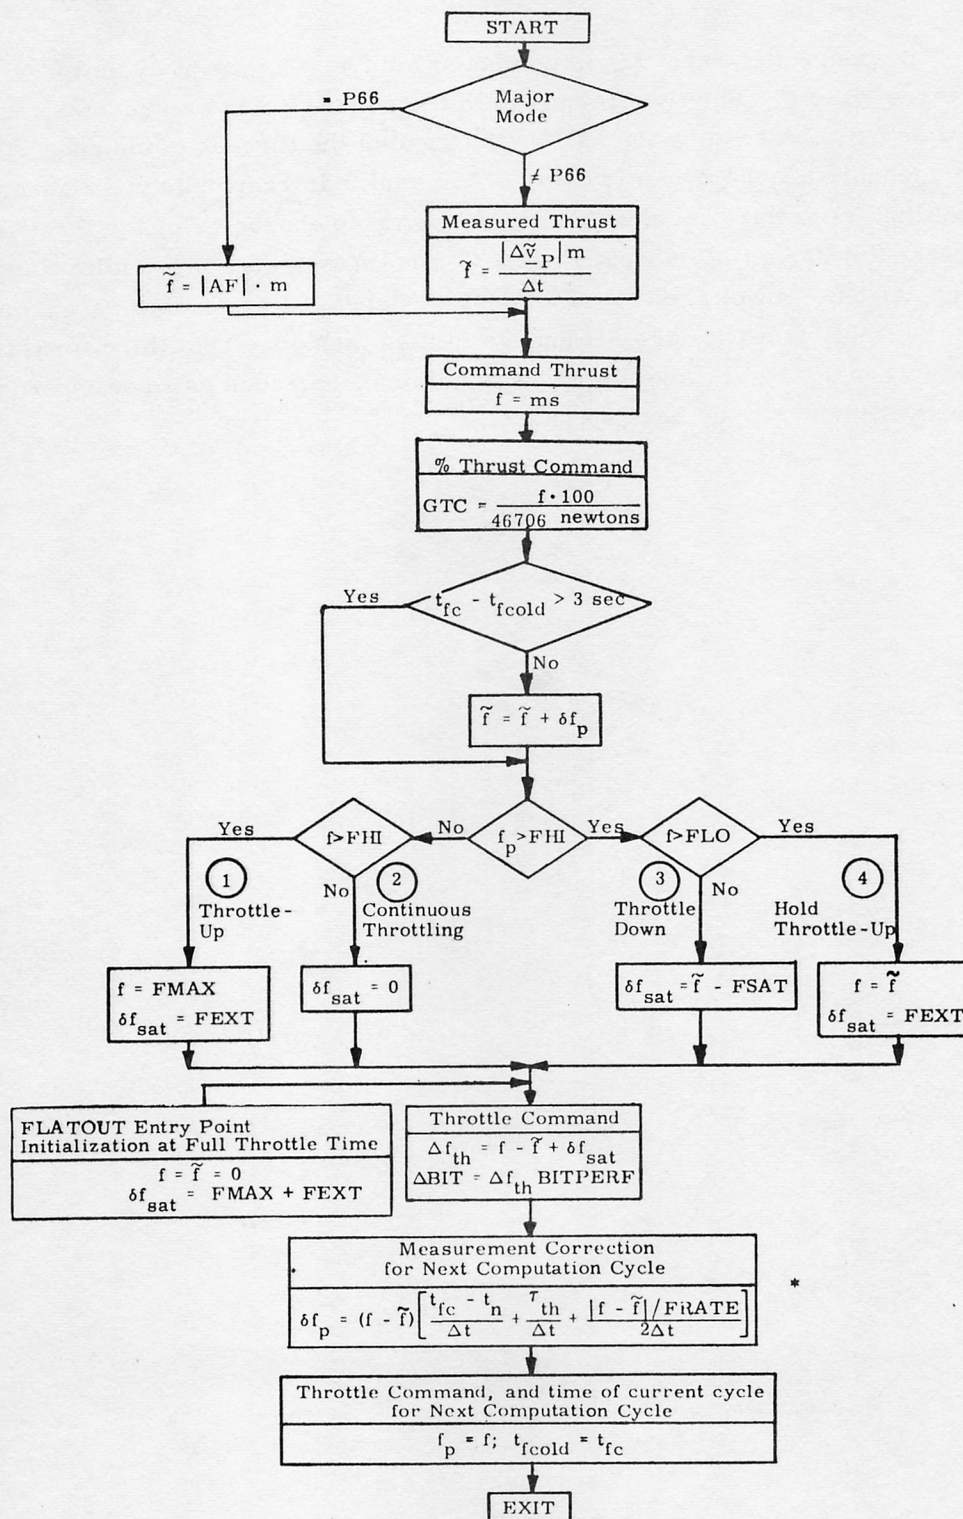 START
Major
Mode
= P66
≠ P66
Measured Thrust
f̃ = |Δṽ_P| m / Δt
f̃ = |AF| · m
Command Thrust
f = ms
% Thrust Command
GTC = f · 100 / 46706 newtons
t_fc - t_fcold > 3 sec
Yes
No
f̃ = f̃ + δf_p
Yes
f>FHI
No
f_p>FHI
Yes
f>FLO
Yes
1
Throttle-
Up
No
2
Continuous
Throttling
3
Throttle
Down
No
4
Hold
Throttle-Up
f = FMAX
δf_sat = FEXT
δf_sat = 0
δf_sat = f̃ - FSAT
f = f̃
δf_sat = FEXT
FLATOUT Entry Point
Initialization at Full Throttle Time
f = f̃ = 0
δf_sat = FMAX + FEXT
Throttle Command
Δf_th = f - f̃ + δf_sat
ΔBIT = Δf_th BITPERF
Measurement Correction
for Next Computation Cycle
*
δf_p = (f - f̃) [ (t_fc - t_n) / Δt + τ_th / Δt + |f - f̃| / FRATE / 2Δt ]
Throttle Command, and time of current cycle
for Next Computation Cycle
f_p = f; t_fcold = t_fc
EXIT